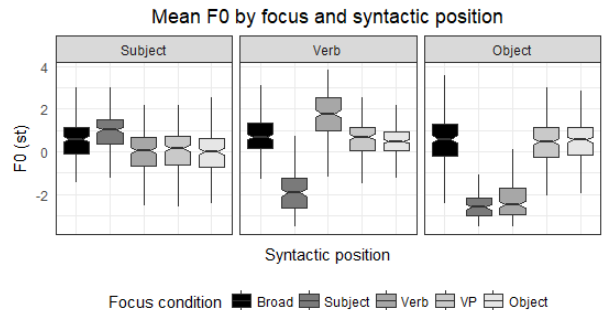 Mean F0 by focus and syntactic position
Subject Verb Object
4
2
0
-2
F0 (st)
Syntactic position
Focus condition Broad Subject Verb VP Object